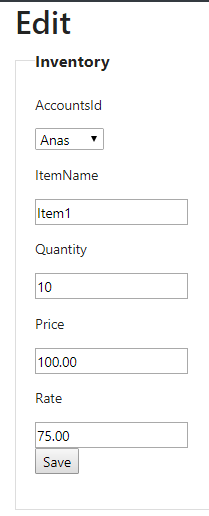 Edit
Inventory
AccountsId
Anas
ItemName
Item1
Quantity
10
Price
100.00
Rate
75.00
Save